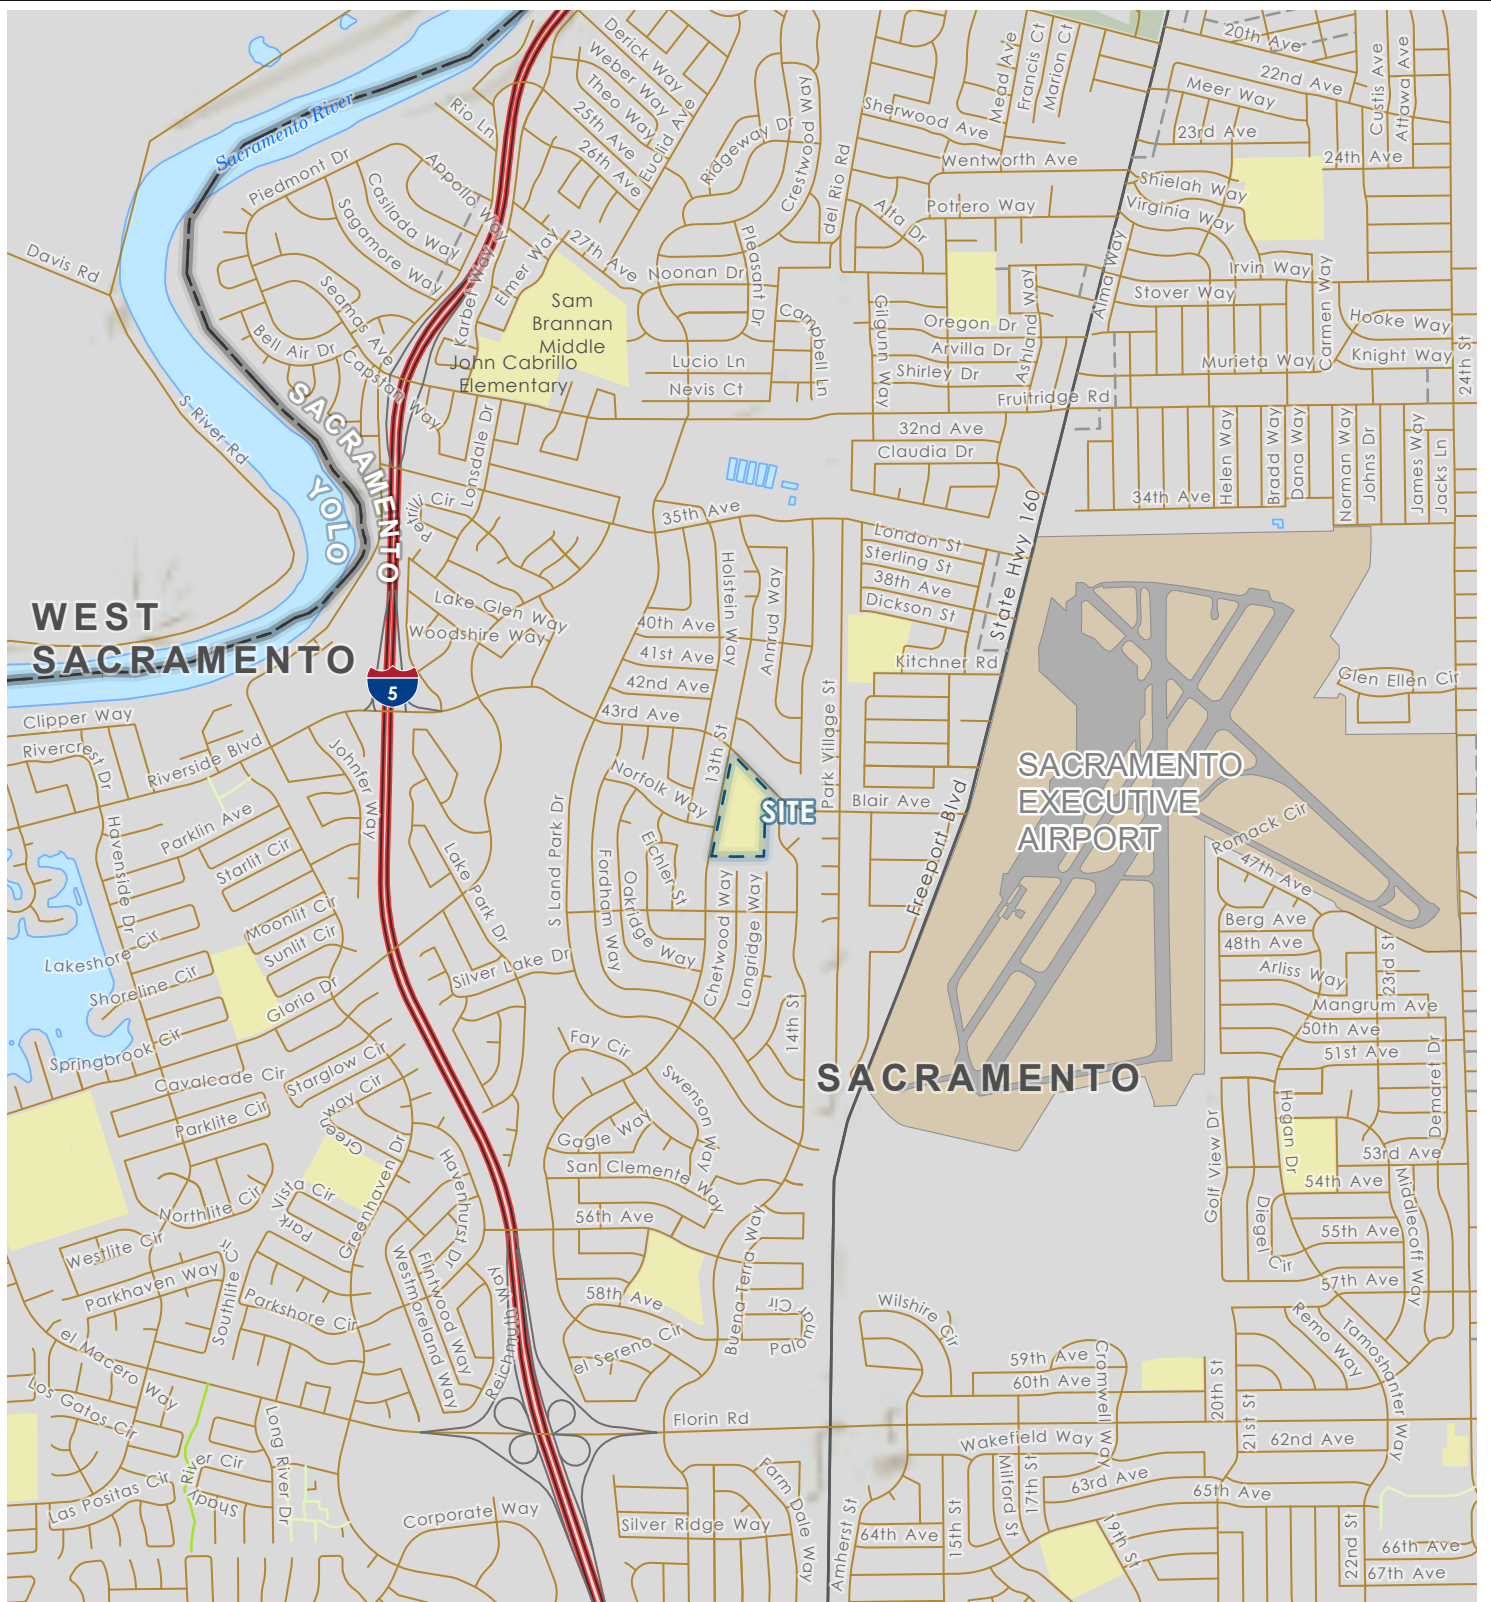 Derick Way
Weber Way
Theo Way
25th Ave
26th Ave
Euclid Ave
Rio Ln
Sacramento River
Piedmont Dr
Appollo Way
Casilada Way
Sagamore Way
Ridgeway Dr
Crestwood Way
del Rio Rd
Sherwood Ave
Mead Ave
Francis Ct
Marion Ct
Wentworth Ave
Potrero Way
Alta Dr
20th Ave
22nd Ave
Meer Way
23rd Ave
24th Ave
Custis Ave
Attawa Ave
Shielah Way
Virginia Way
Irvin Way
Stover Way
Alma Way
Carmen Way
Hooke Way
Knight Way
Murieta Way
24th St
Davis Rd
Seamas Ave
Bell Air Dr
Capstan Way
Karbet Way
Elmer Way
27th Ave
Noonan Dr
Pleasant Dr
Campbell Ln
Sam
Brannan
Middle
John Cabrillo
Elementary
Lucio Ln
Nevis Ct
Gilgunn Way
Oregon Dr
Arvilla Dr
Shirley Dr
Ashland Way
Fruitridge Rd
32nd Ave
Claudia Dr
S River Rd
SACRAMENTO
YOLO
Lonsdale Dr
Petrilli Cir
35th Ave
34th Ave
Helen Way
Bradd Way
Dana Way
Norman Way
Johns Dr
James Way
Jacks Ln
State Hwy 160
London St
Sterling St
38th Ave
Dickson St
Kitchner Rd
Holstein Way
Annrud Way
Lake Glen Way
Woodshire Way
40th Ave
41st Ave
42nd Ave
43rd Ave
WEST
SACRAMENTO
5
Glen Ellen Cir
Clipper Way
Rivercrest Dr
Riverside Blvd
Johnfer Way
13th St
Norfolk Way
Park Village St
SITE
Blair Ave
Freeport Blvd
SACRAMENTO
EXECUTIVE
AIRPORT
Romack Cir
47th Ave
Parklin Ave
Starlit Cir
Havenside Dr
Moonlit Cir
Sunlit Cir
Lakeshore Cir
Shoreline Cir
Gloria Dr
Springbrook Cir
Lake Park Dr
Silver Lake Dr
S Land Park Dr
Fordham Way
Oakridge Way
Eichler St
Chetwood Way
Longridge Way
14th St
Berg Ave
48th Ave
Arliss Way
23rd St
Mangrum Ave
50th Ave
51st Ave
Demaret Dr
SACRAMENTO
Cavalcade Cir
Starglow Cir
Parklite Cir
Greenway Cir
Fay Cir
Swenson Way
Gagle Way
San Clemente Way
56th Ave
58th Ave
el Sereno Cir
Buena Terra Way
Palomar Cir
Golf View Dr
Hogan Dr
Diegel Cir
53rd Ave
54th Ave
55th Ave
57th Ave
Middlecoff Way
Northlite Cir
Park Vista Cir
Greenhaven Dr
Havenhurst Dr
Westlite Cir
Parkhaven Way
Southlite Cir
Parkshore Cir
Flintwood Way
Westmoreland Way
Reichmuth Way
el Macero Way
Los Gatos Cir
Las Positas Cir
Shady River Cir
Long River Dr
Corporate Way
Florin Rd
Silver Ridge Way
Farm Dale Way
Amherst St
Wilshire Cir
59th Ave
60th Ave
Cromwell Way
20th St
21st St
Remo Way
Tamoshanter Way
Wakefield Way
62nd Ave
63rd Ave
65th Ave
Milford St
17th St
15th St
64th Ave
19th St
22nd St
66th Ave
67th Ave